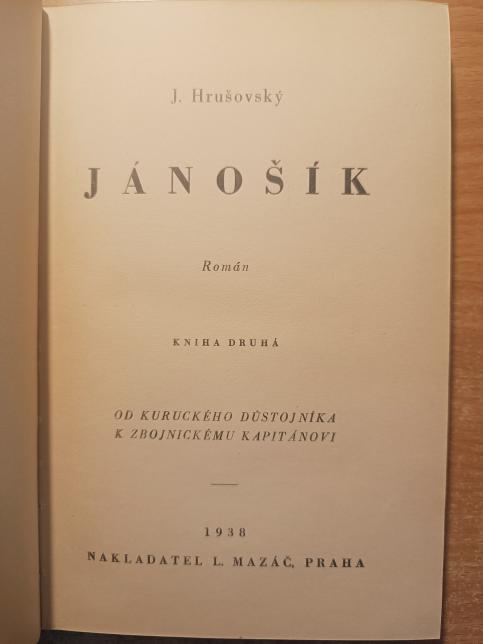 J. Hrušovský
JÁNOŠÍK
Román
KNIHA DRUHÁ
OD KURUCKÉHO DŮSTOJNÍKA
K ZBOJNICKÉMU KAPITÁNOVI
1938
NAKLADATEL L. MAZÁČ, PRAHA